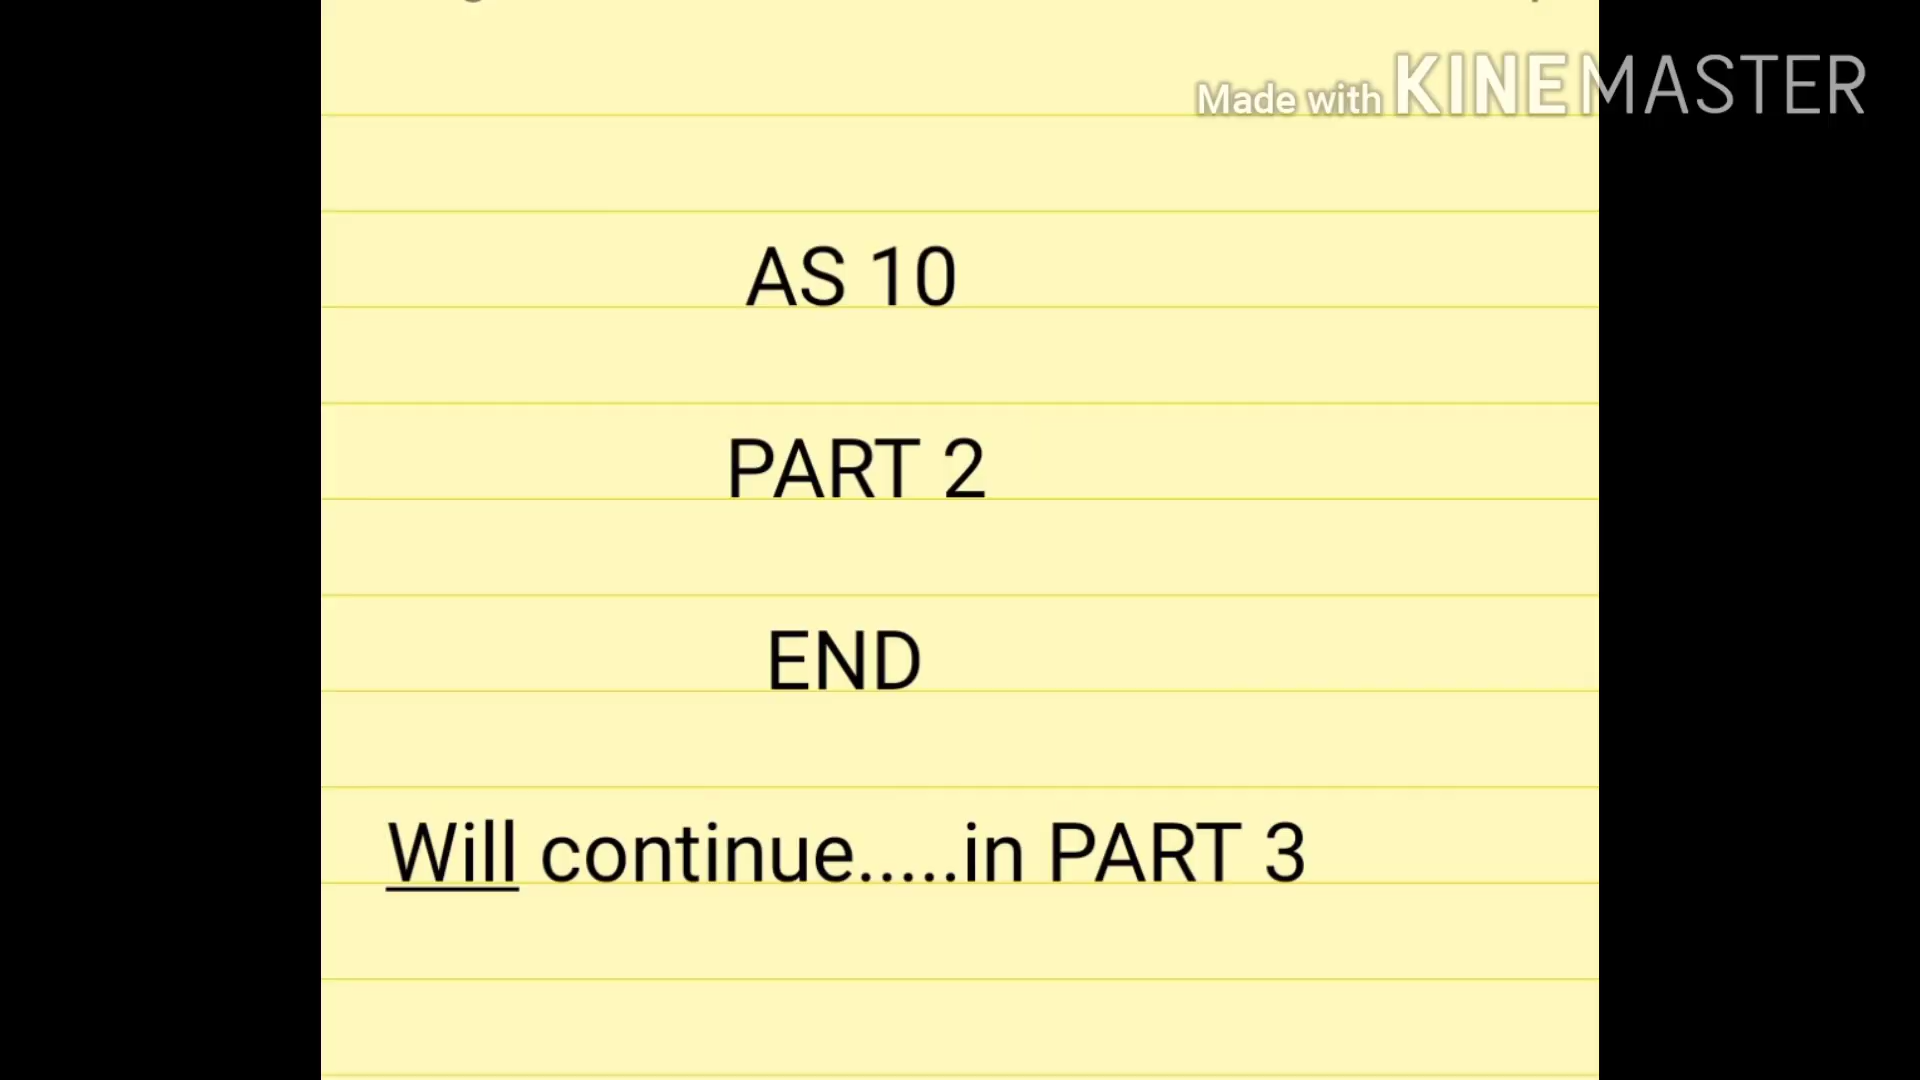 Made with KINEMASTER
AS 10
PART 2
END
Will continue.....in PART 3